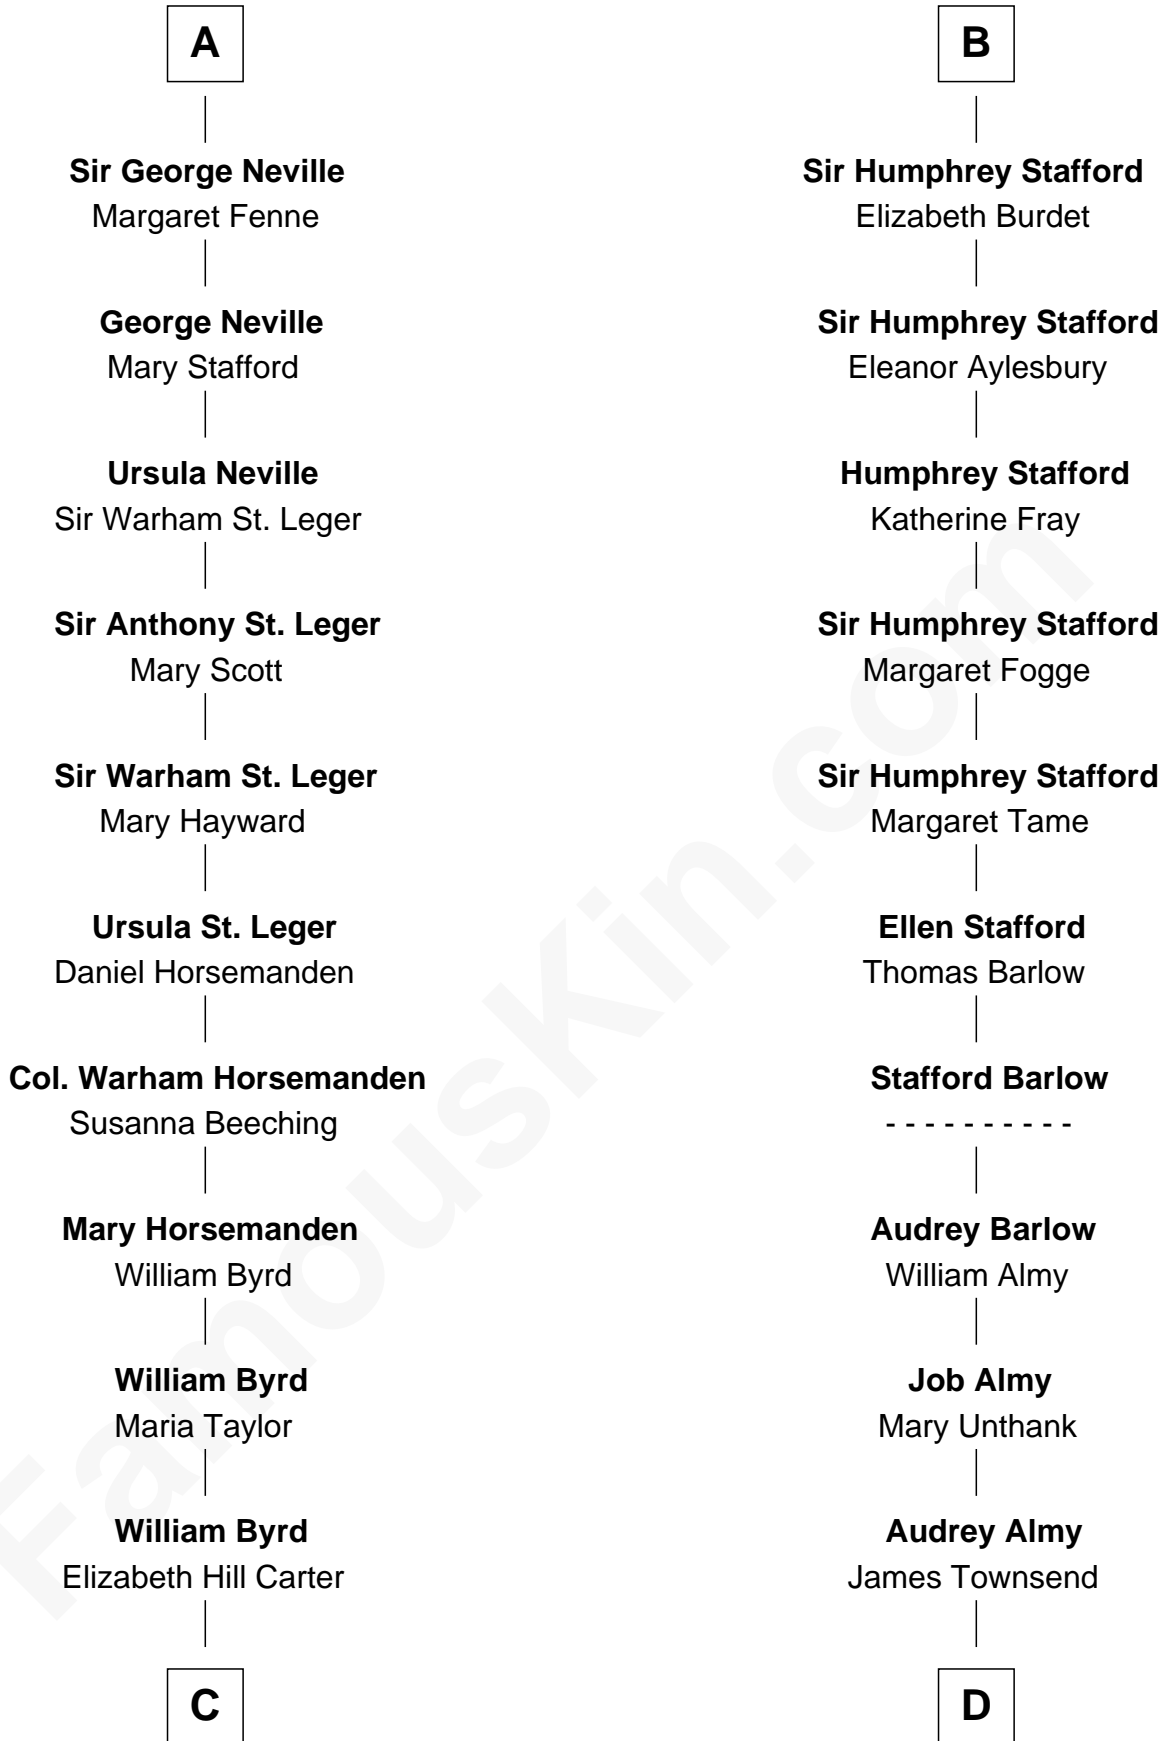 A
Sir George Neville
Margaret Fenne
George Neville
Mary Stafford
Ursula Neville
Sir Warham St. Leger
Sir Anthony St. Leger
Mary Scott
Sir Warham St. Leger
Mary Hayward
Ursula St. Leger
Daniel Horsemanden
Col. Warham Horsemanden
Susanna Beeching
Mary Horsemanden
William Byrd
William Byrd
Maria Taylor
William Byrd
Elizabeth Hill Carter
C
B
Sir Humphrey Stafford
Elizabeth Burdet
Sir Humphrey Stafford
Eleanor Aylesbury
Humphrey Stafford
Katherine Fray
Sir Humphrey Stafford
Margaret Fogge
Sir Humphrey Stafford
Margaret Tame
Ellen Stafford
Thomas Barlow
Stafford Barlow
- - - - - - - - - -
Audrey Barlow
William Almy
Job Almy
Mary Unthank
Audrey Almy
James Townsend
D
FamousKin.com